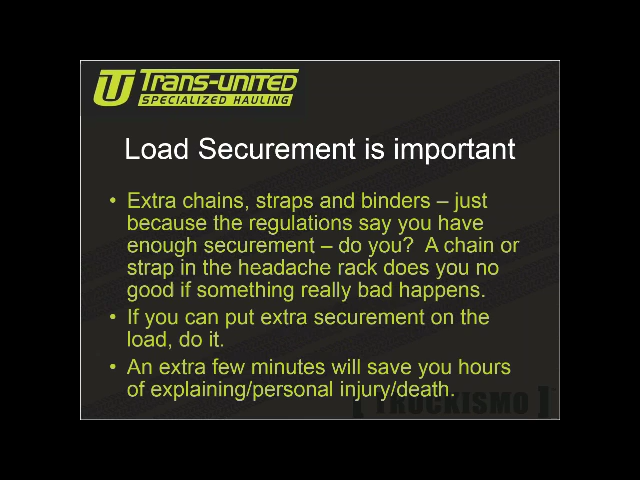 Trans-United
SPECIALIZED HAULING
Load Securement is important
• Extra chains, straps and binders – just
because the regulations say you have
enough securement – do you?  A chain or
strap in the headache rack does you no
good if something really bad happens.
• If you can put extra securement on the
load, do it.
• An extra few minutes will save you hours
of explaining/personal injury/death.
[ TRUCKISMO ]